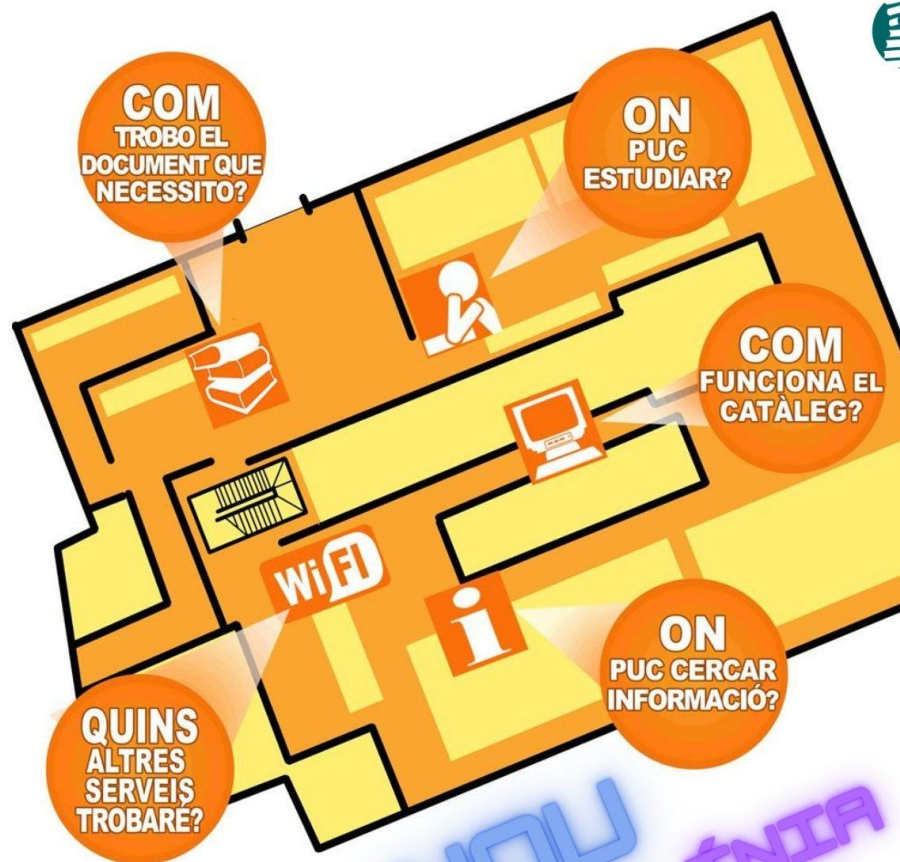 COM
TROBO EL
DOCUMENT QUE
NECESSITO?
ON
PUC
ESTUDIAR?
COM
FUNCIONA EL
CATÀLEG?
WiFi
i
ON
PUC CERCAR
INFORMACIÓ?
QUINS
ALTRES
SERVEIS
TROBARÉ?